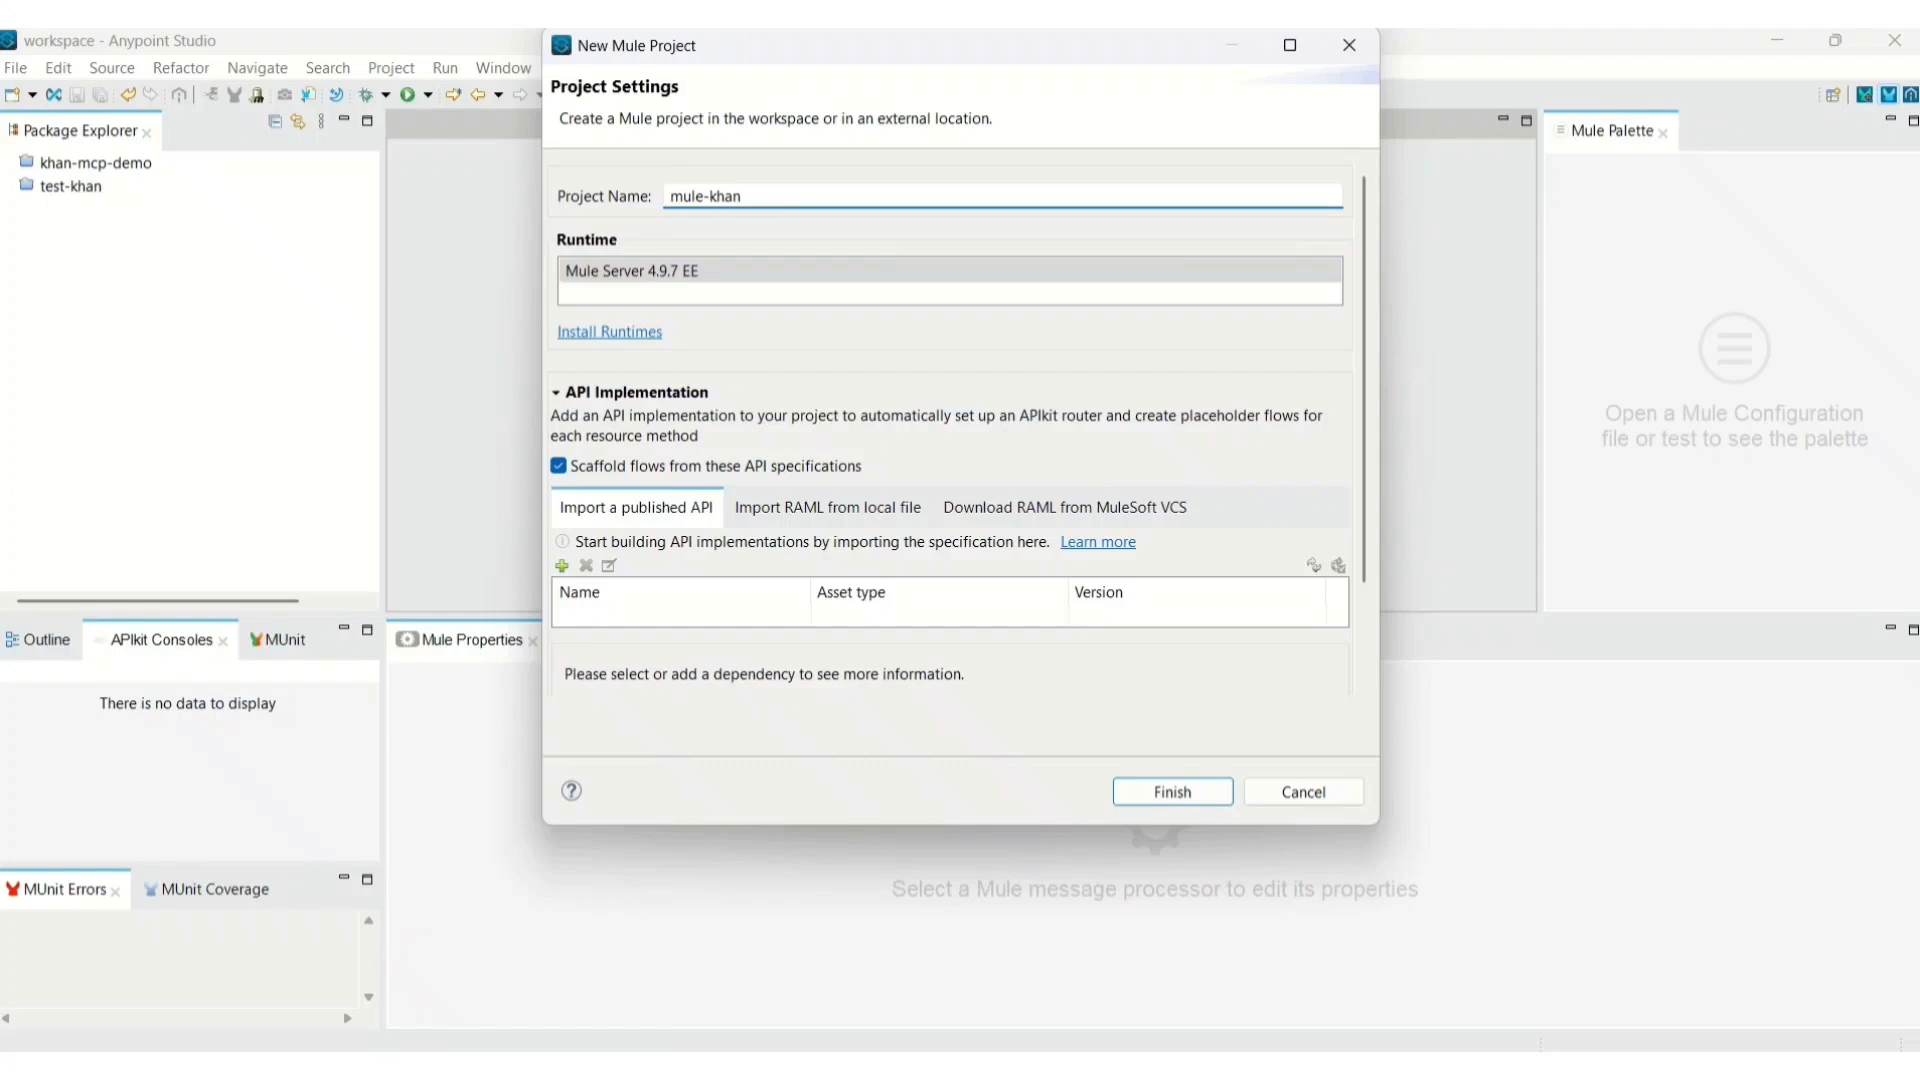 workspace - Anypoint Studio
File Edit Source Refactor Navigate Search Project Run Window
Package Explorer
khan-mcp-demo
test-khan
New Mule Project
Project Settings
Create a Mule project in the workspace or in an external location.
Project Name: mule-khan
Runtime
Mule Server 4.9.7 EE
Install Runtimes
API Implementation
Add an API implementation to your project to automatically set up an APIkit router and create placeholder flows for
each resource method
Scaffold flows from these API specifications
Import a published API Import RAML from local file Download RAML from MuleSoft VCS
Start building API implementations by importing the specification here. Learn more
Name Asset type Version
Please select or add a dependency to see more information.
Finish Cancel
Mule Palette
Open a Mule Configuration
file or test to see the palette
Outline APIkit Consoles MUnit
There is no data to display
Mule Properties
Select a Mule message processor to edit its properties
MUnit Errors MUnit Coverage